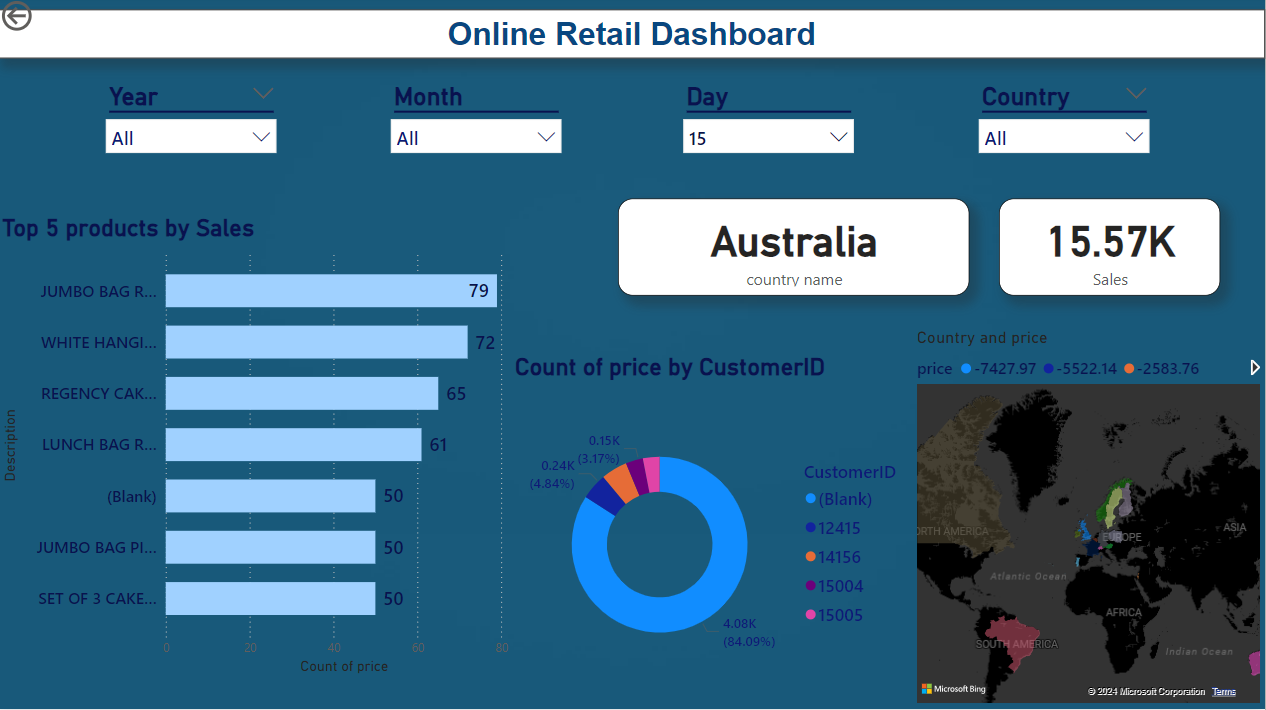 Online Retail Dashboard
Year
Month
Day
Country
All
All
15
All
Top 5 products by Sales
Australia
country name
15.57K
Sales
Description
JUMBO BAG R...
79
WHITE HANGI...
72
REGENCY CAK...
65
LUNCH BAG R...
61
(Blank)
50
JUMBO BAG PI...
50
SET OF 3 CAKE...
50
0
20
40
60
80
Count of price
Count of price by CustomerID
0.15K
(3.17%)
0.24K
(4.84%)
4.08K
(84.09%)
CustomerID
(Blank)
12415
14156
15004
15005
Country and price
price -7427.97 -5522.14 -2583.76
ORTH AMERICA
EUROPE
ASIA
Atlantic Ocean
AFRICA
SOUTH AMERICA
Indian Ocean
Microsoft Bing
© 2024 Microsoft Corporation Terms